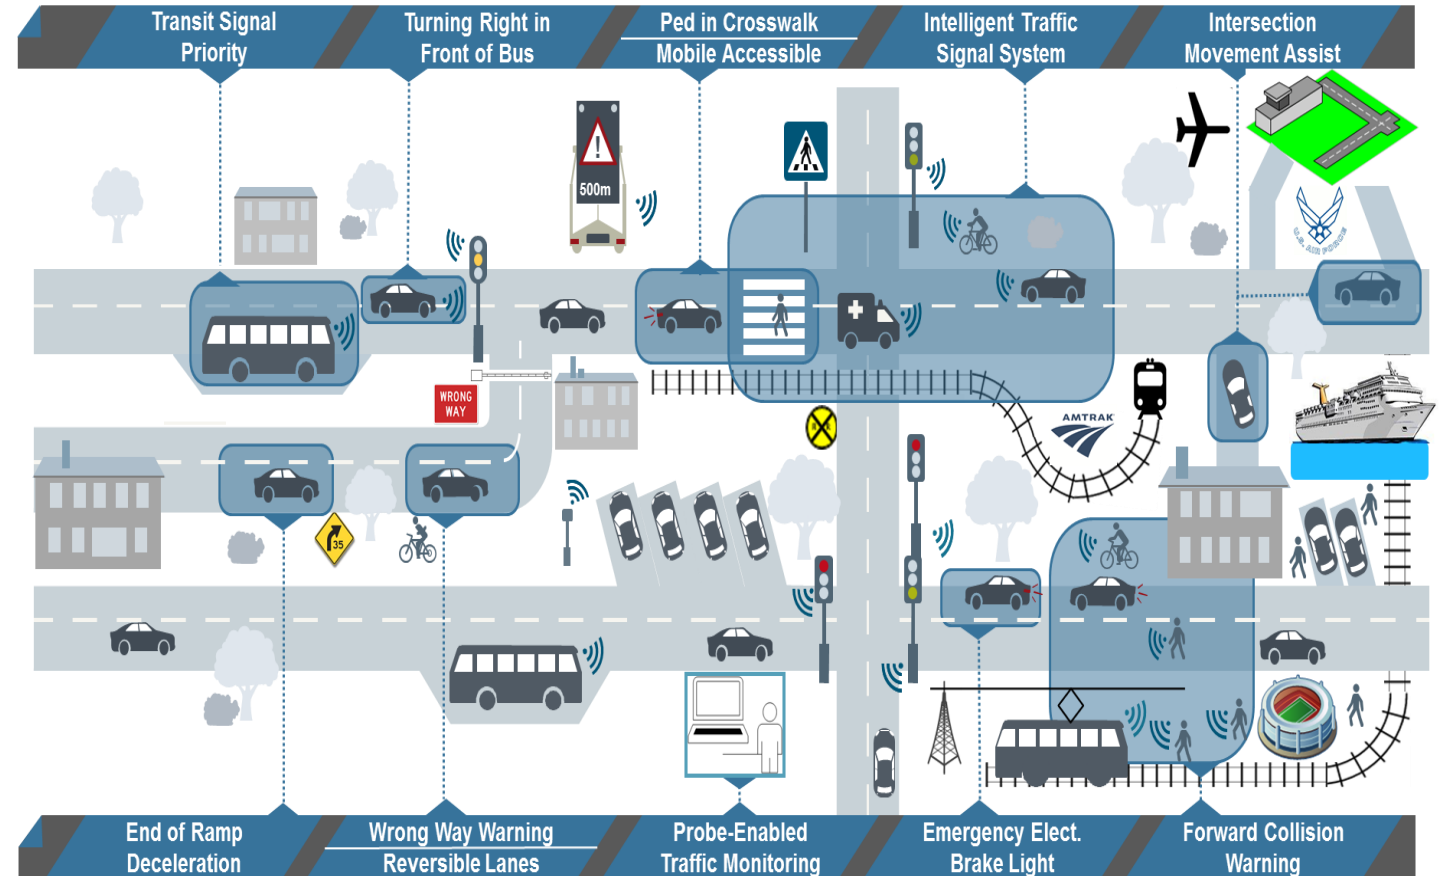 Transit Signal
Priority
Turning Right in
Front of Bus
Ped in Crosswalk
Mobile Accessible
Intelligent Traffic
Signal System
Intersection
Movement Assist
!
500m
U.S. AIR FORCE
WRONG
WAY
AMTRAK
35
End of Ramp
Deceleration
Wrong Way Warning
Reversible Lanes
Probe-Enabled
Traffic Monitoring
Emergency Elect.
Brake Light
Forward Collision
Warning